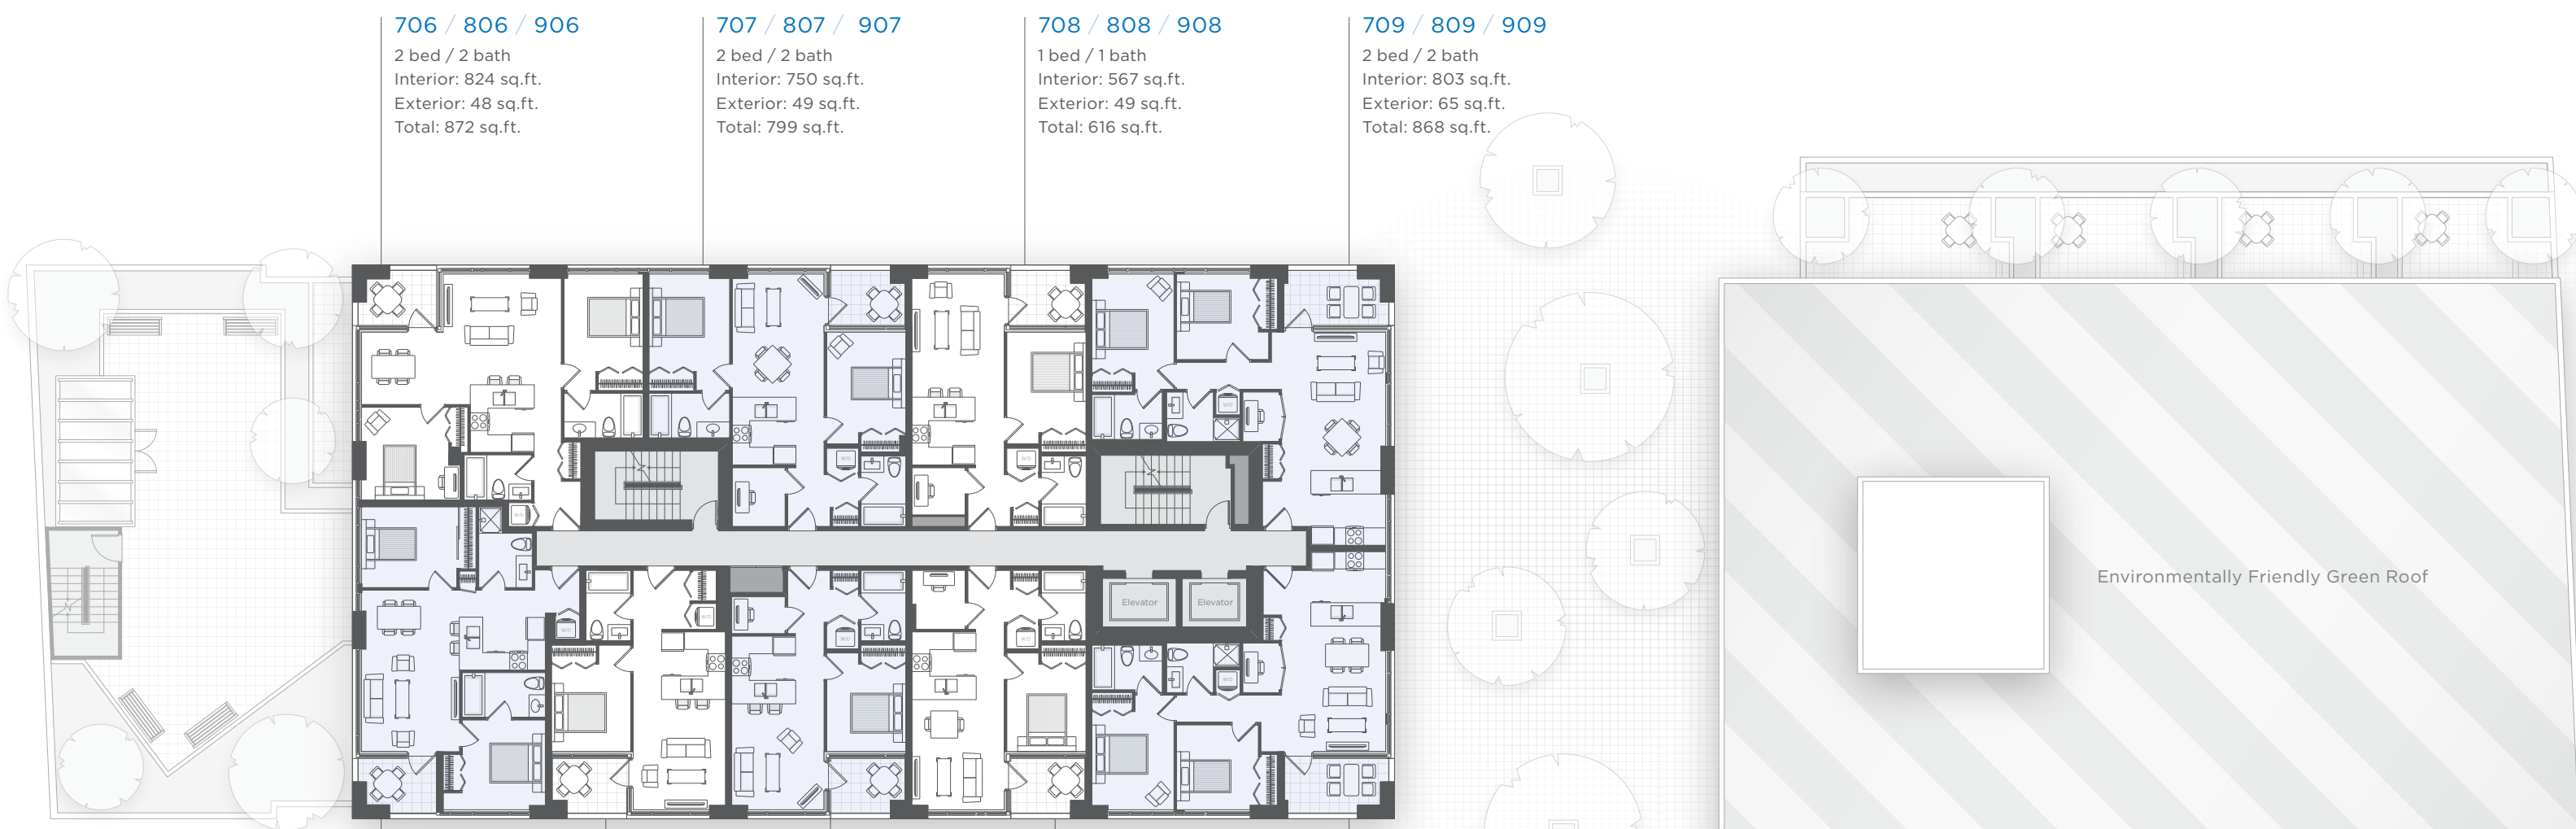 706 / 806 / 906
2 bed / 2 bath
Interior: 824 sq.ft.
Exterior: 48 sq.ft.
Total: 872 sq.ft.
707 / 807 / 907
2 bed / 2 bath
Interior: 750 sq.ft.
Exterior: 49 sq.ft.
Total: 799 sq.ft.
708 / 808 / 908
1 bed / 1 bath
Interior: 567 sq.ft.
Exterior: 49 sq.ft.
Total: 616 sq.ft.
709 / 809 / 909
2 bed / 2 bath
Interior: 803 sq.ft.
Exterior: 65 sq.ft.
Total: 868 sq.ft.
W/D
W/D
W/D
W/D
Environmentally Friendly Green Roof
Elevator
Elevator
W/D
W/D
W/D
W/D
W/D